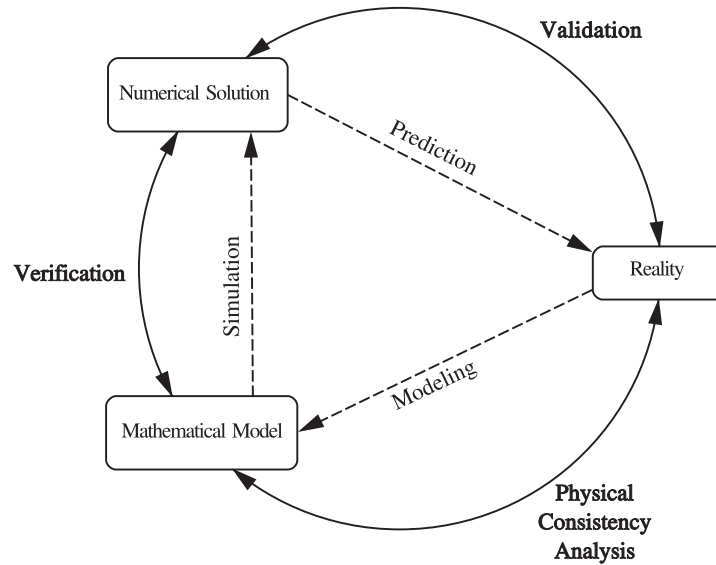 Validation
Numerical Solution
Prediction
Verification
Simulation
Reality
Modeling
Mathematical Model
Physical
Consistency
Analysis